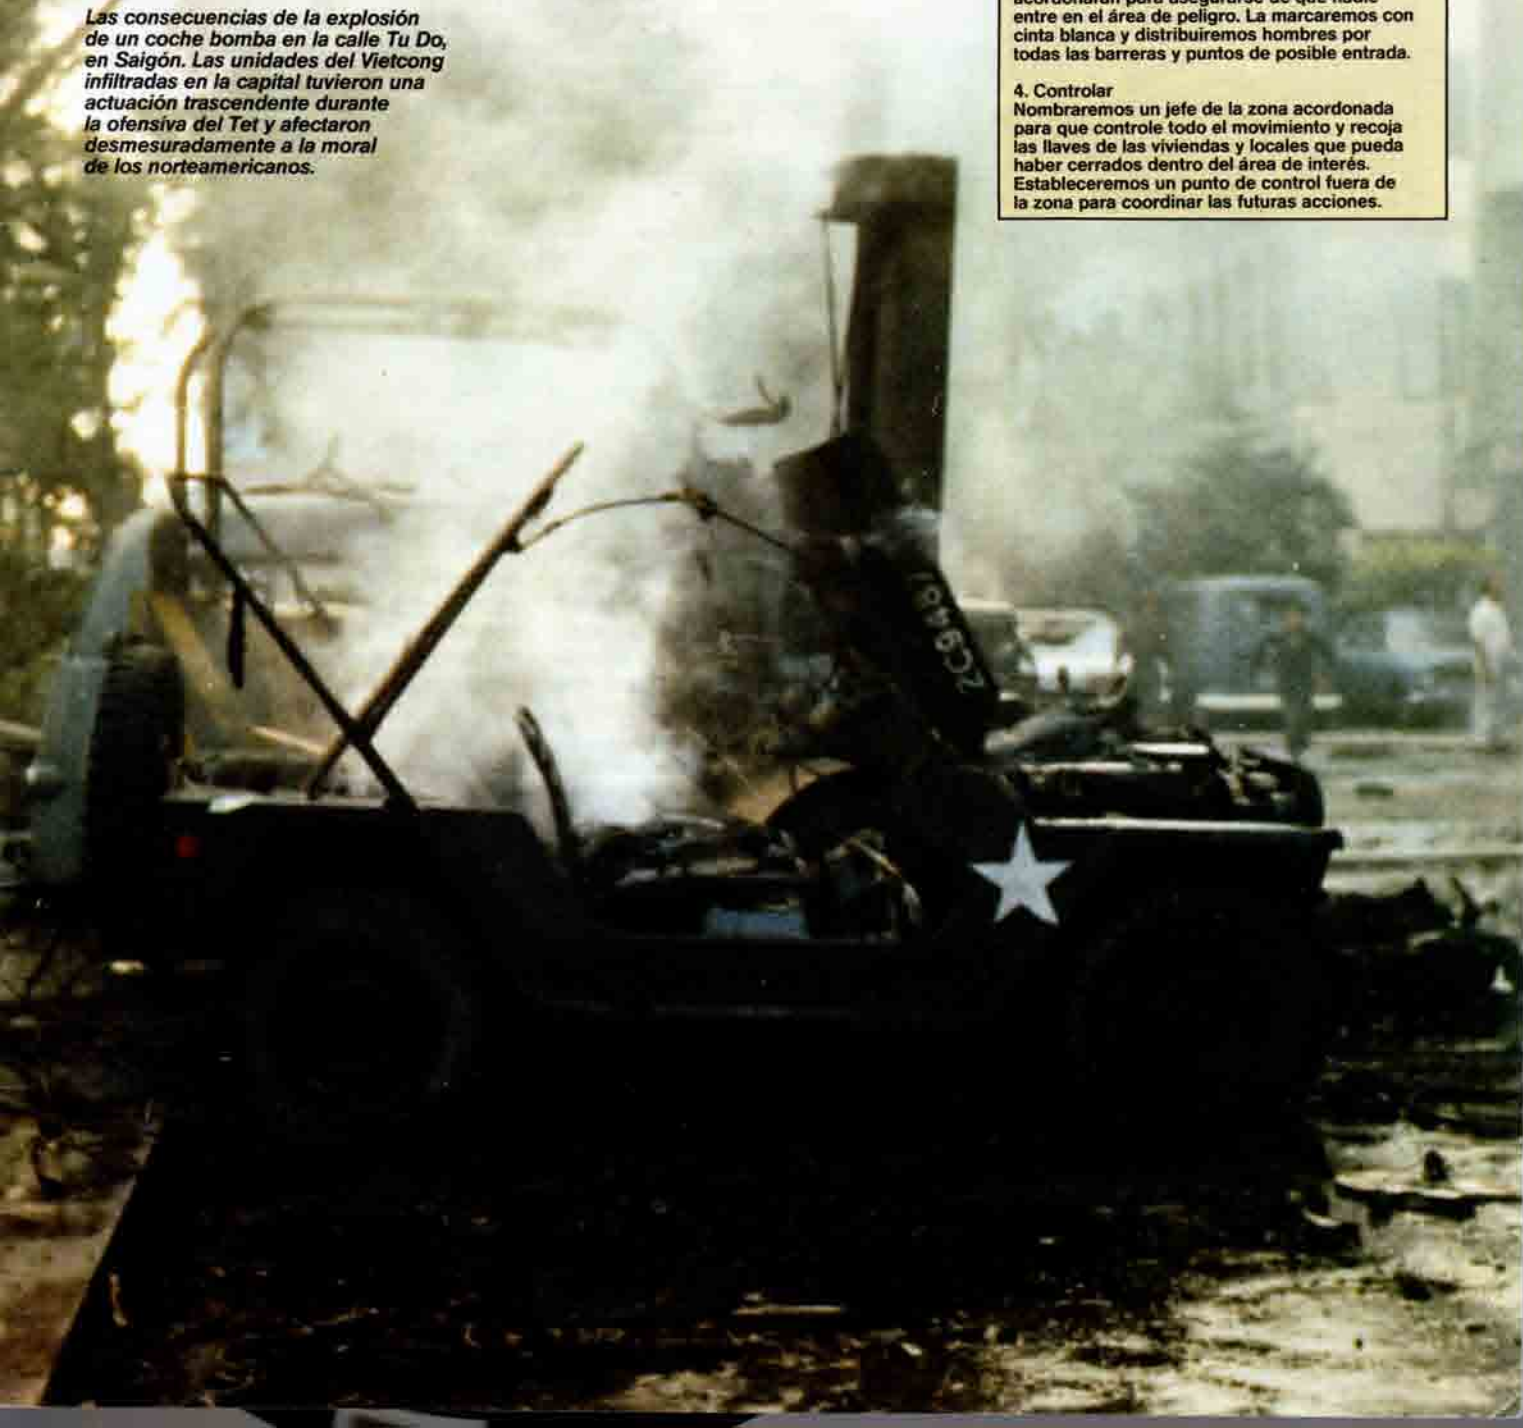 Las consecuencias de la explosión
de un coche bomba en la calle Tu Do,
en Saigón. Las unidades del Vietcong
infiltradas en la capital tuvieron una
actuación trascendente durante
la ofensiva del Tet y afectaron
desmesuradamente a la moral
de los norteamericanos.
entre en el área de peligro. La marcaremos con
cinta blanca y distribuiremos hombres por
todas las barreras y puntos de posible entrada.
4. Controlar
Nombraremos un jefe de la zona acordonada
para que controle todo el movimiento y recoja
las llaves de las viviendas y locales que pueda
haber cerrados dentro del área de interés.
Estableceremos un punto de control fuera de
la zona para coordinar las futuras acciones.